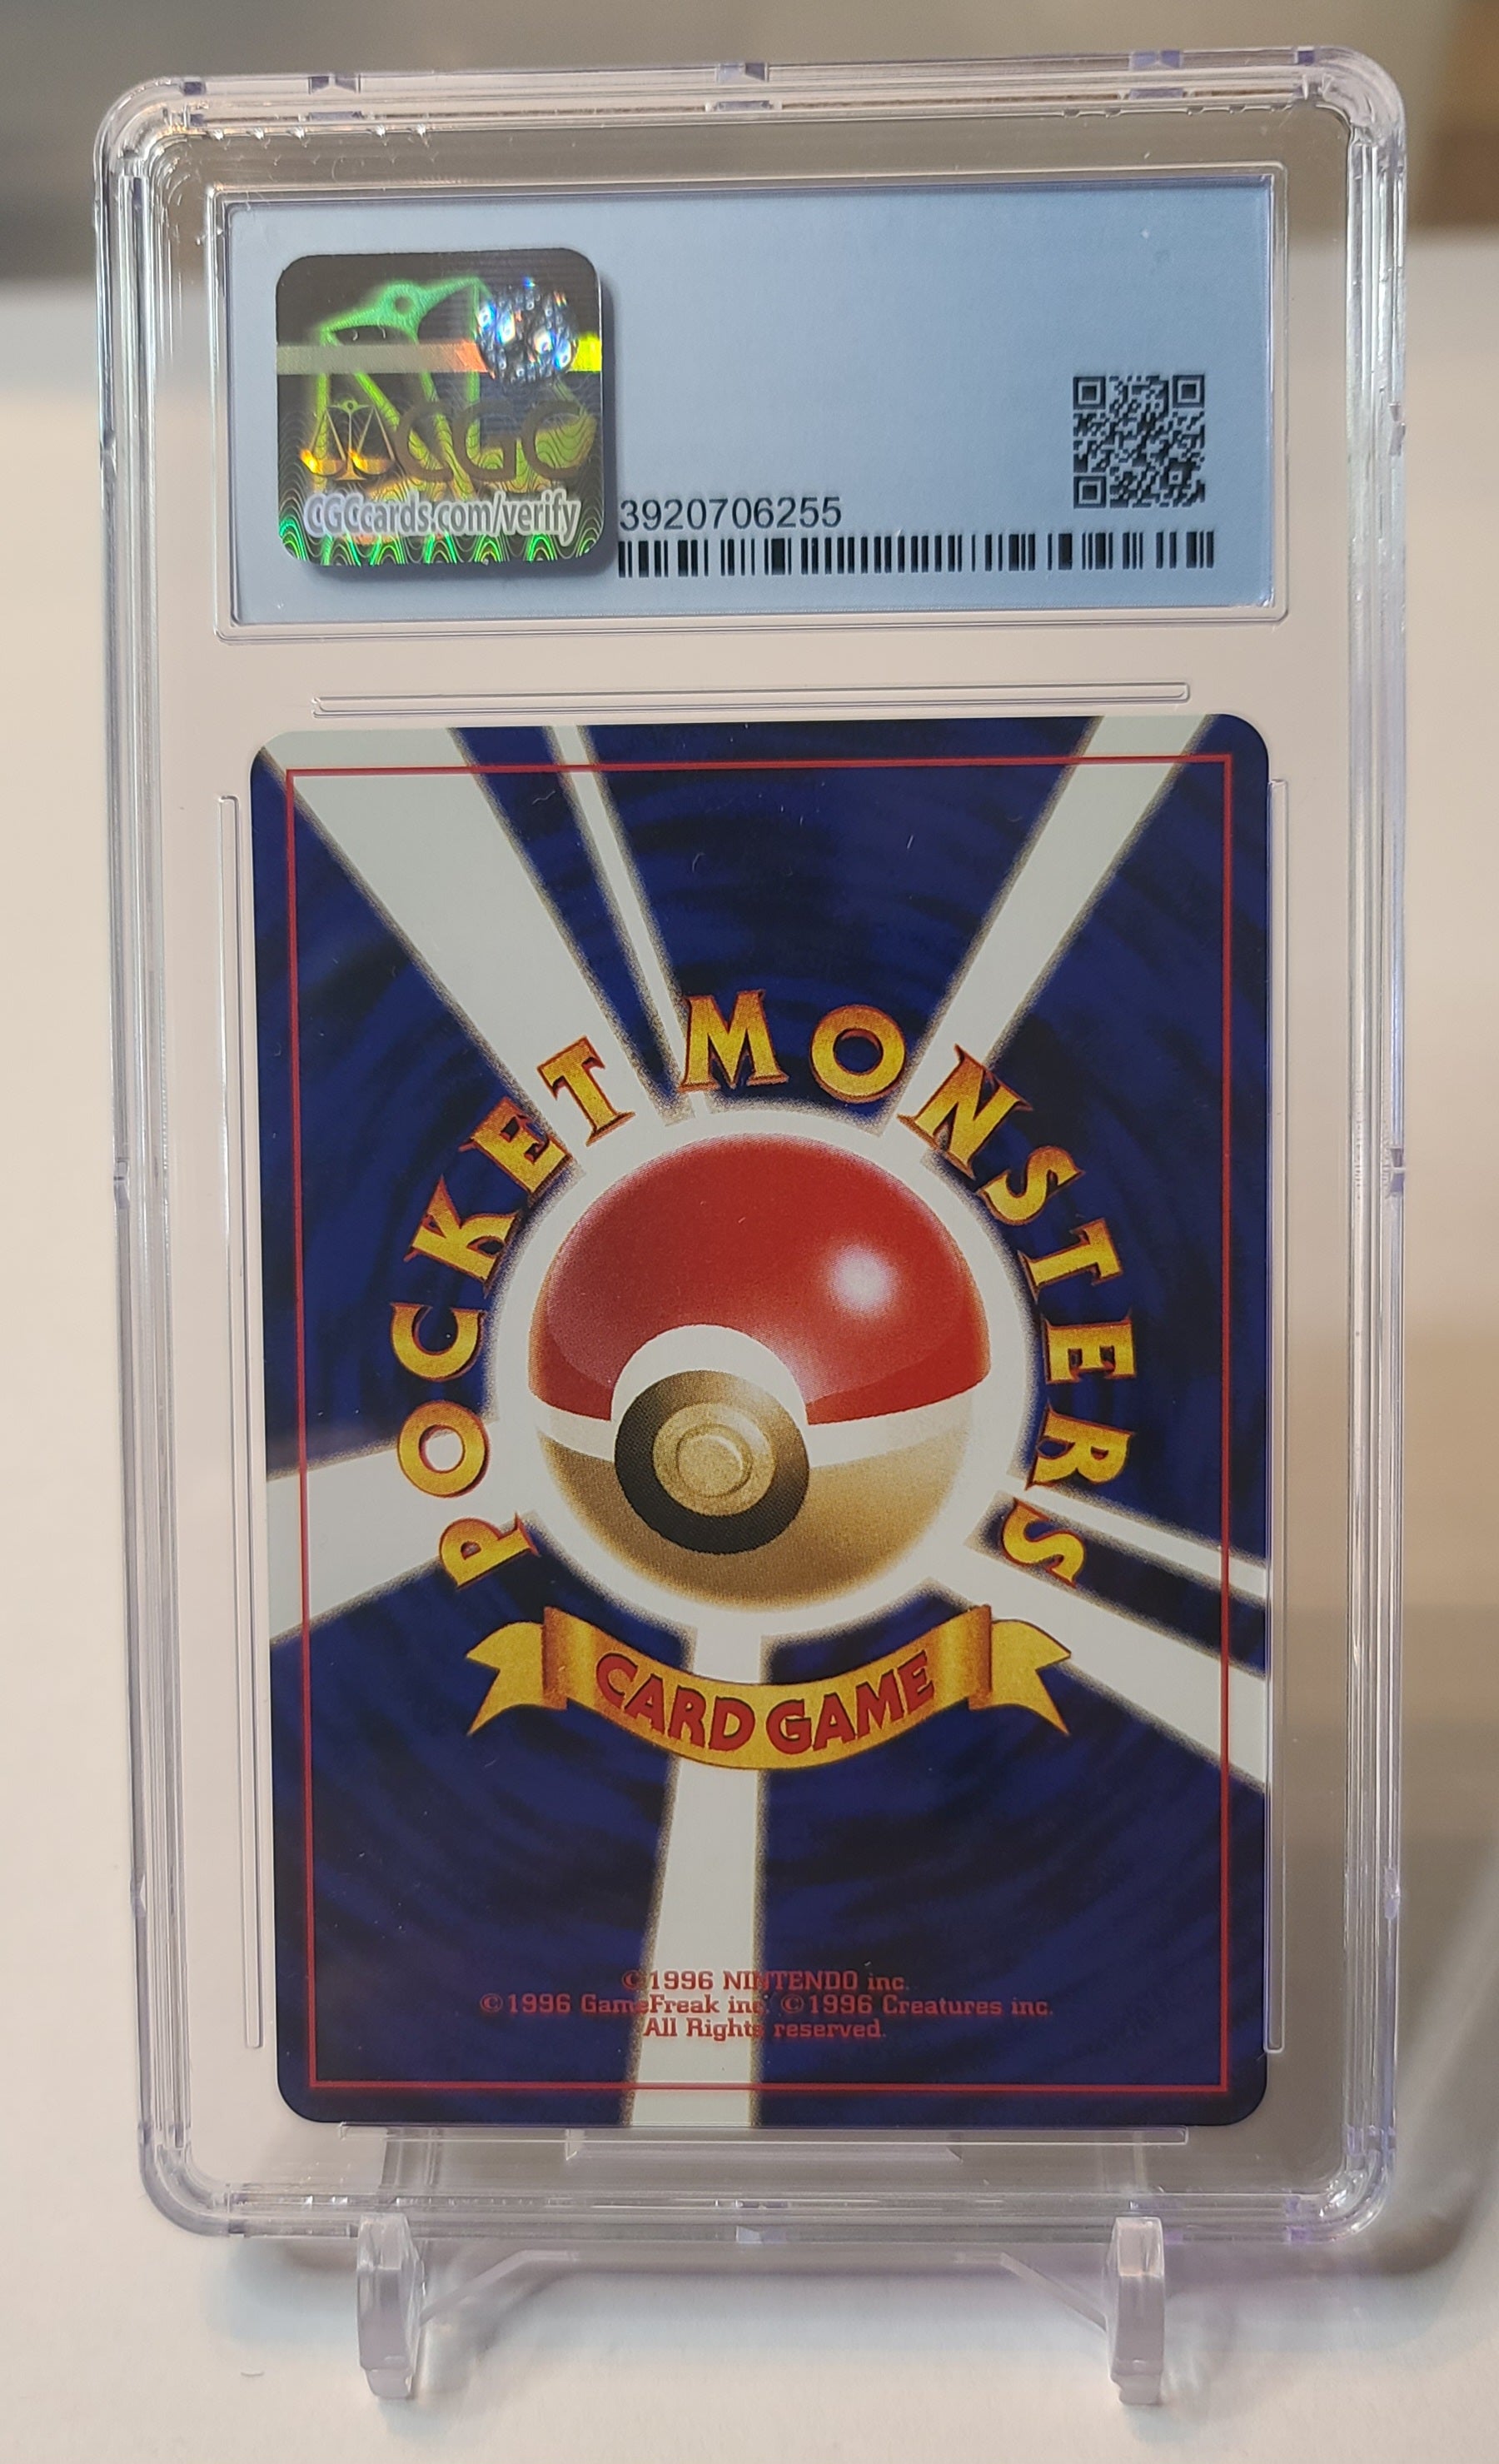 CGC
CGCcards.com/verify
3920706255
POCKET MONSTERS
CARD GAME
©1996 NINTENDO inc.
©1996 GameFreak inc. ©1996 Creatures inc.
All Rights reserved.